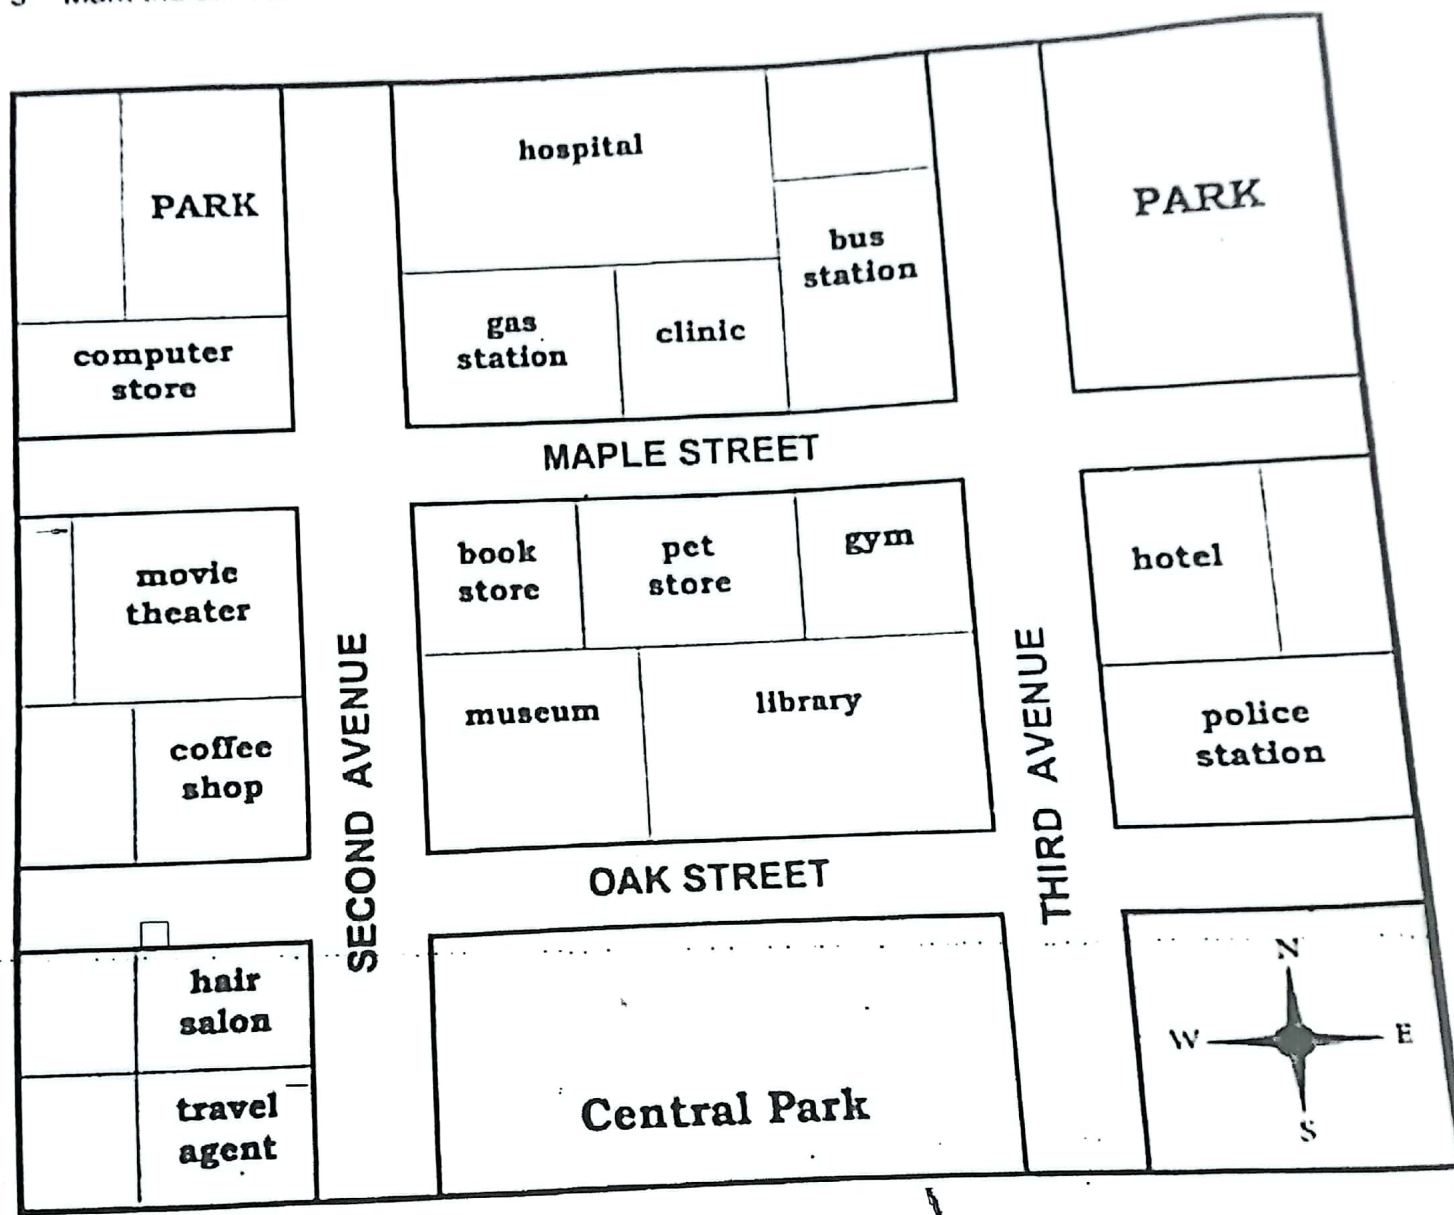 hospital
PARK
PARK
bus
station
computer
store
gas
station
clinic
MAPLE STREET
movie
theater
book
store
pet
store
gym
hotel
coffee
shop
SECOND AVENUE
museum
library
THIRD AVENUE
police
station
OAK STREET
hair
salon
travel
agent
Central Park
N
W
E
S